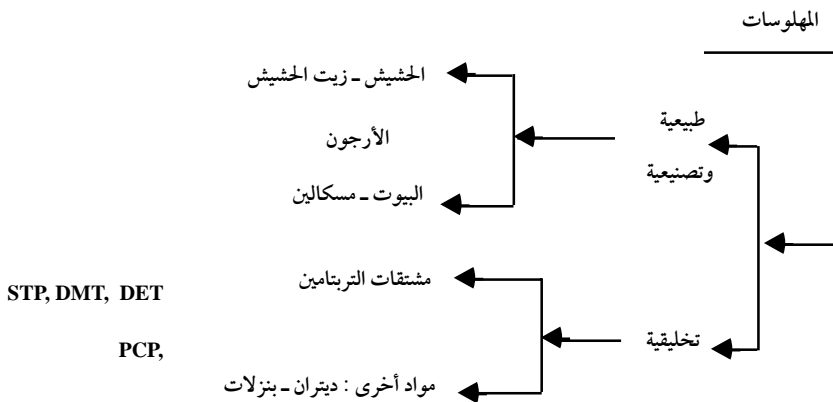 المهلوسات
الحشيش ـ زيت الحشيش
طبيعية
وتصنيعية
الأرجون
البيوت ـ مسكالين
مشتقات التربتامين
STP, DMT, DET
تخليقية
PCP,
مواد أخرى : ديتران ـ بنزلات